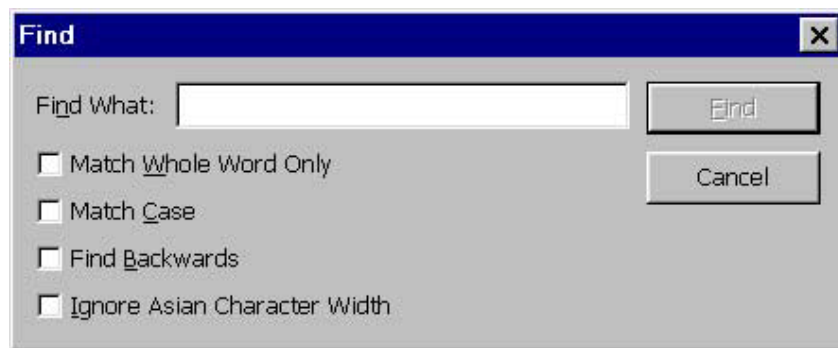 Find
Find What:
Find
Match Whole Word Only
Match Case
Cancel
Find Backwards
Ignore Asian Character Width